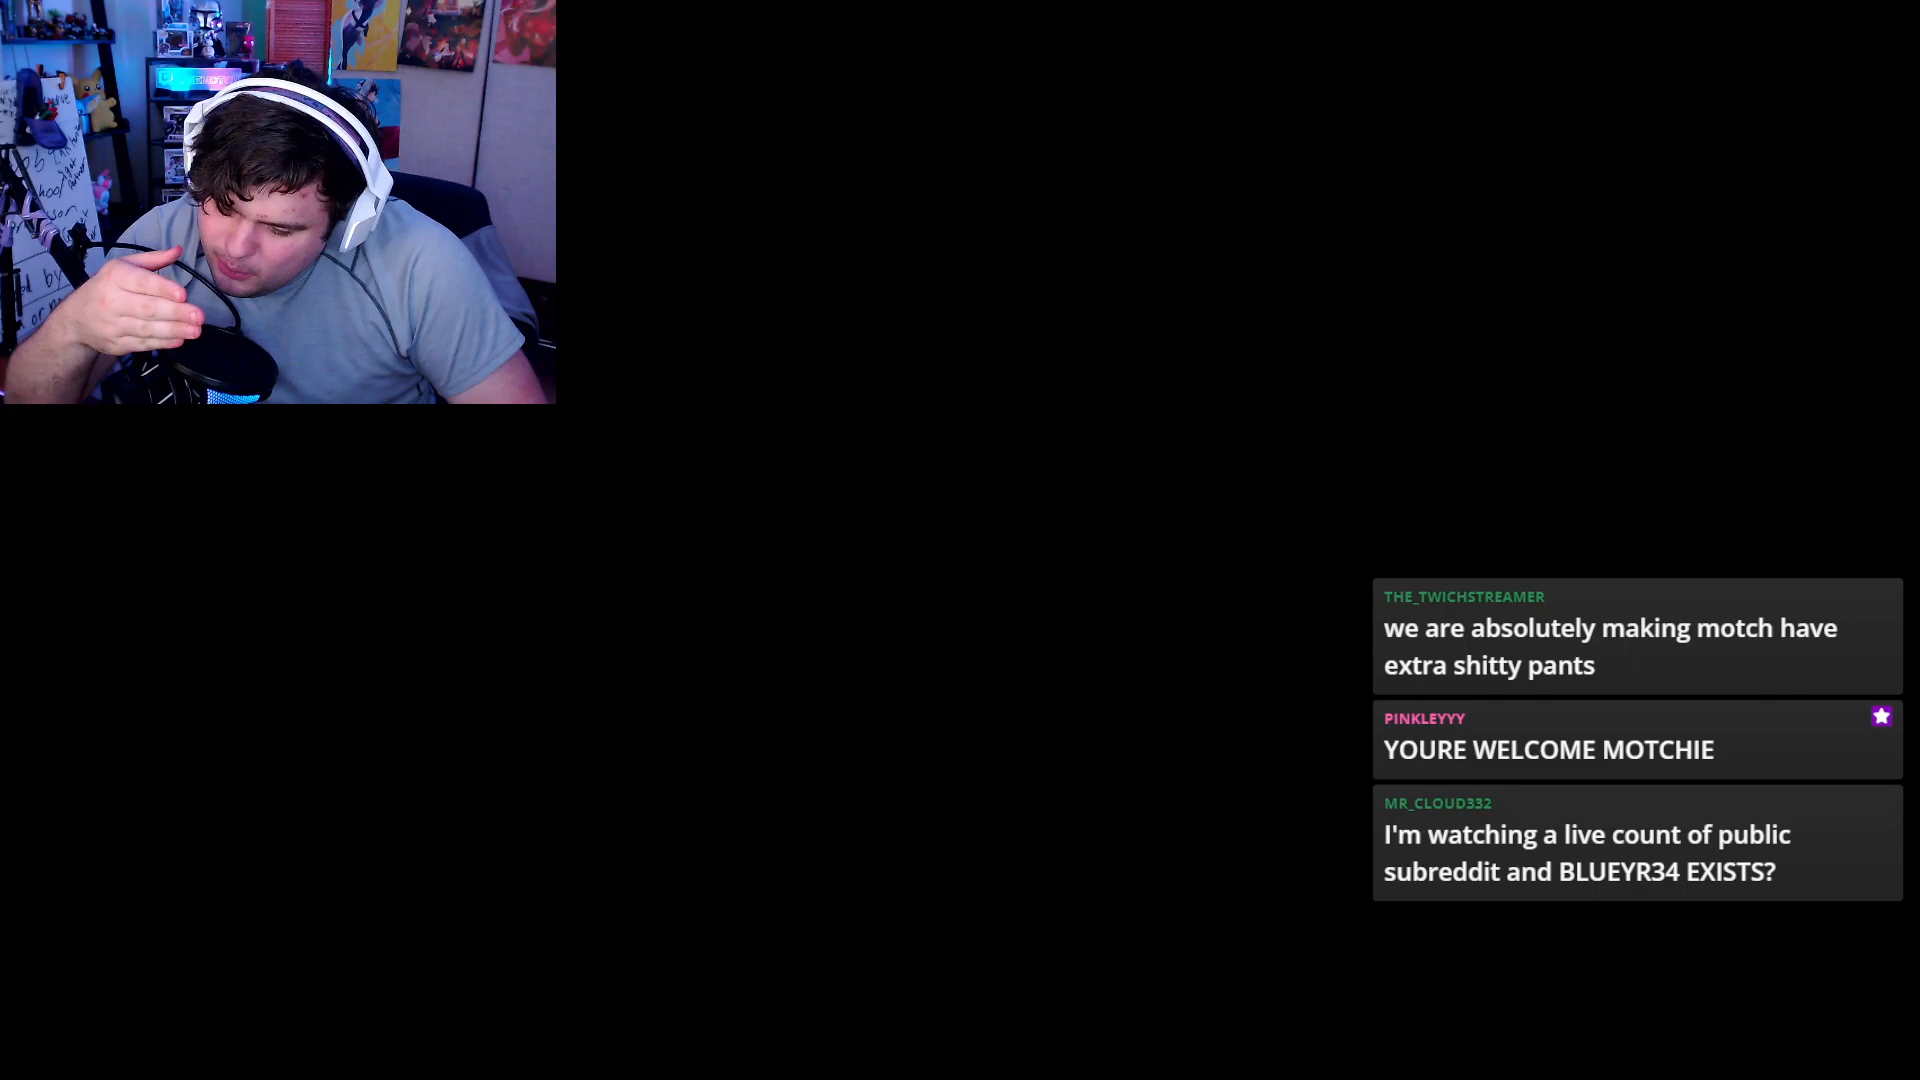 THE_TWICHSTREAMER
we are absolutely making motch have
extra shitty pants
PINKLEYYY
YOURE WELCOME MOTCHIE
MR_CLOUD332
I'm watching a live count of public
subreddit and BLUEYR34 EXISTS?